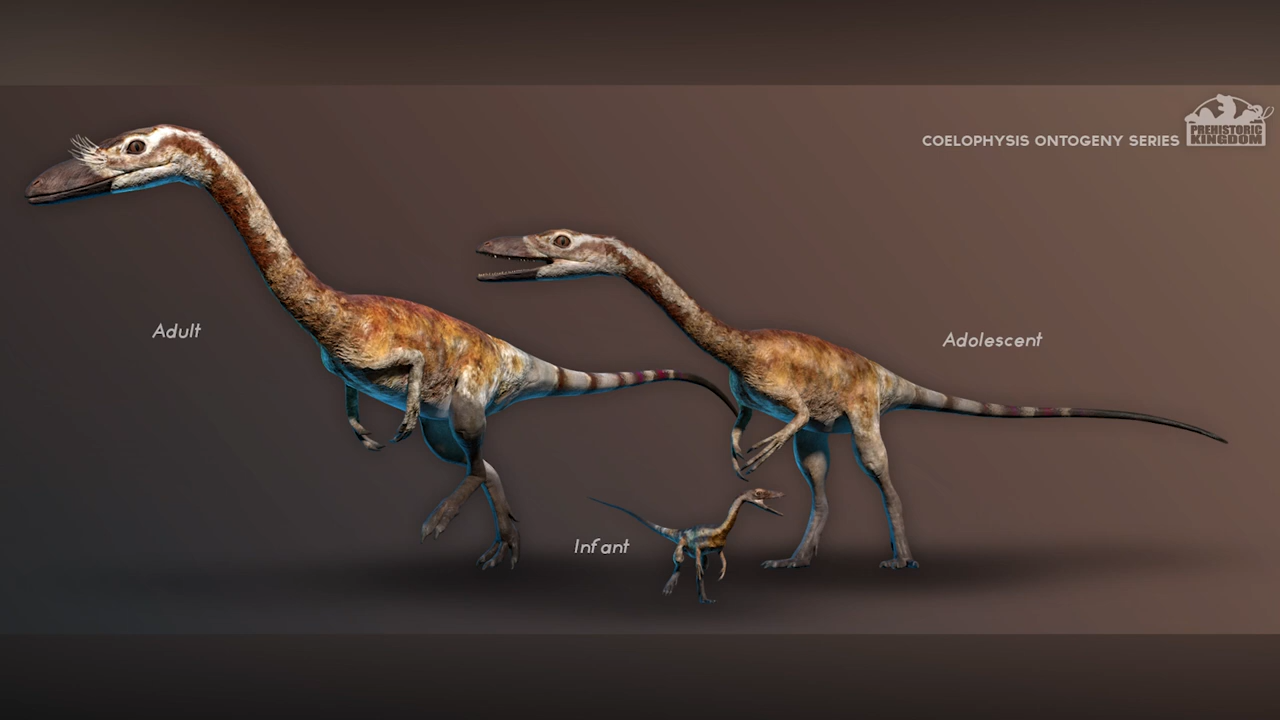 COELOPHYSIS ONTOGENY SERIES
PREHISTORIC
KINGDOM
Adult
Adolescent
Infant